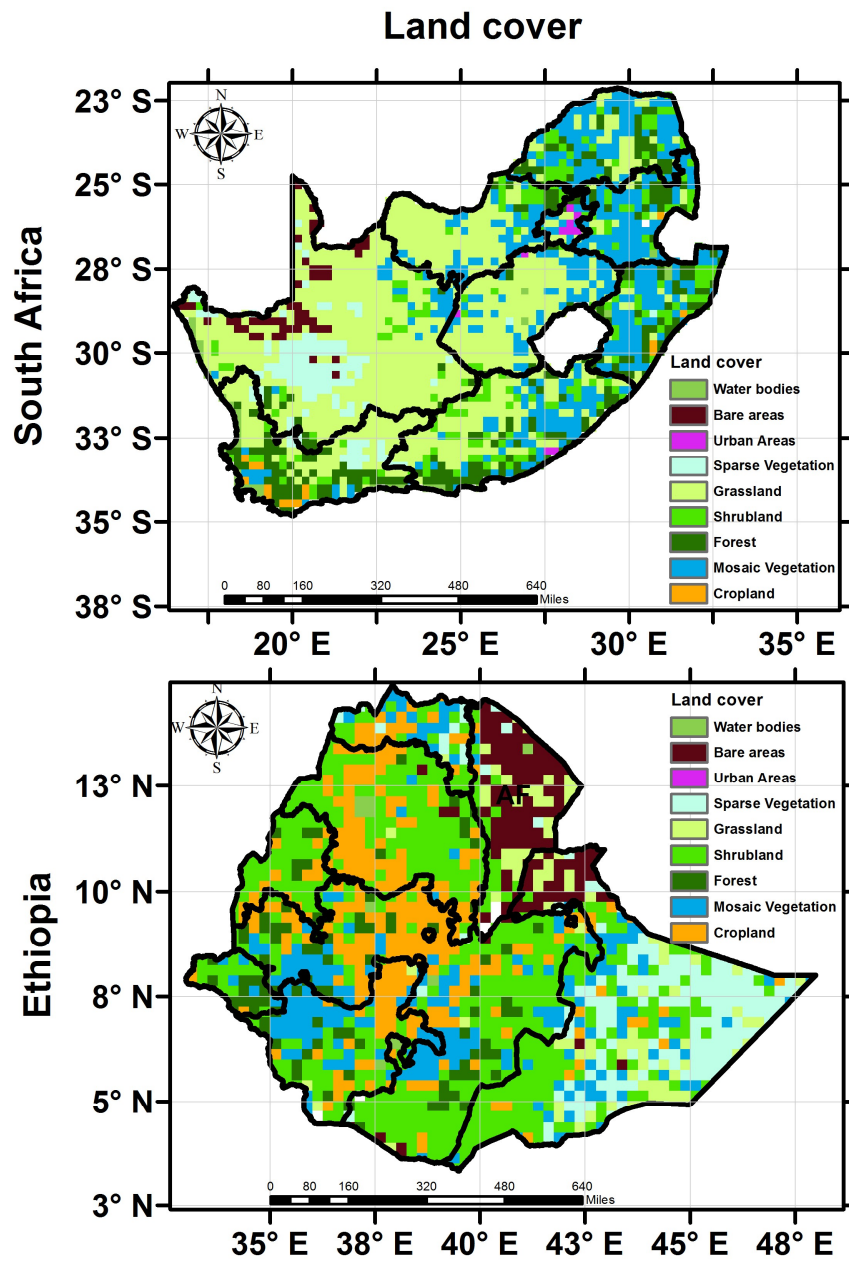 Land cover
South Africa
23° S
25° S
28° S
30° S
33° S
35° S
38° S
N
W E
S
Land cover
Water bodies
Bare areas
Urban Areas
Sparse Vegetation
Grassland
Shrubland
Forest
Mosaic Vegetation
Cropland
0 80 160 320 480 640
Miles
20° E 25° E 30° E 35° E
Ethiopia
13° N
10° N
8° N
5° N
3° N
N
W E
S
AF
Land cover
Water bodies
Bare areas
Urban Areas
Sparse Vegetation
Grassland
Shrubland
Forest
Mosaic Vegetation
Cropland
0 80 160 320 480 640
Miles
35° E 38° E 40° E 43° E 45° E 48° E